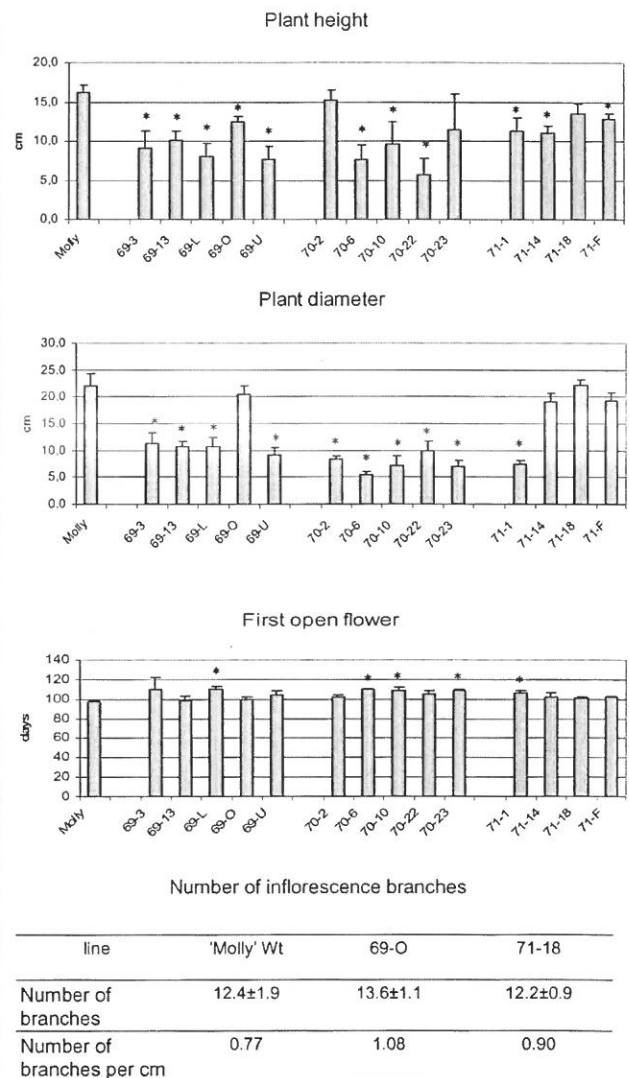 Plant height
20,0
15,0
10,0
5,0
0,0
cm
* * * * * * * * * * *
Molly 69-3 69-13 69-L 69-O 69-U 70-2 70-6 70-10 70-22 70-23 71-1 71-14 71-18 71-F
Plant diameter
30,0
25,0
20,0
15,0
10,0
5,0
0,0
cm
* * * * * * * * * *
Molly 69-3 69-13 69-L 69-O 69-U 70-2 70-6 70-10 70-22 70-23 71-1 71-14 71-18 71-F
First open flower
140
120
100
80
60
40
20
0
days
* * * * *
Molly 69-3 69-13 69-L 69-O 69-U 70-2 70-6 70-10 70-22 70-23 71-1 71-14 71-18 71-F
Number of inflorescence branches
line 'Molly' Wt 69-O 71-18
Number of branches 12.4±1.9 13.6±1.1 12.2±0.9
Number of branches per cm 0.77 1.08 0.90